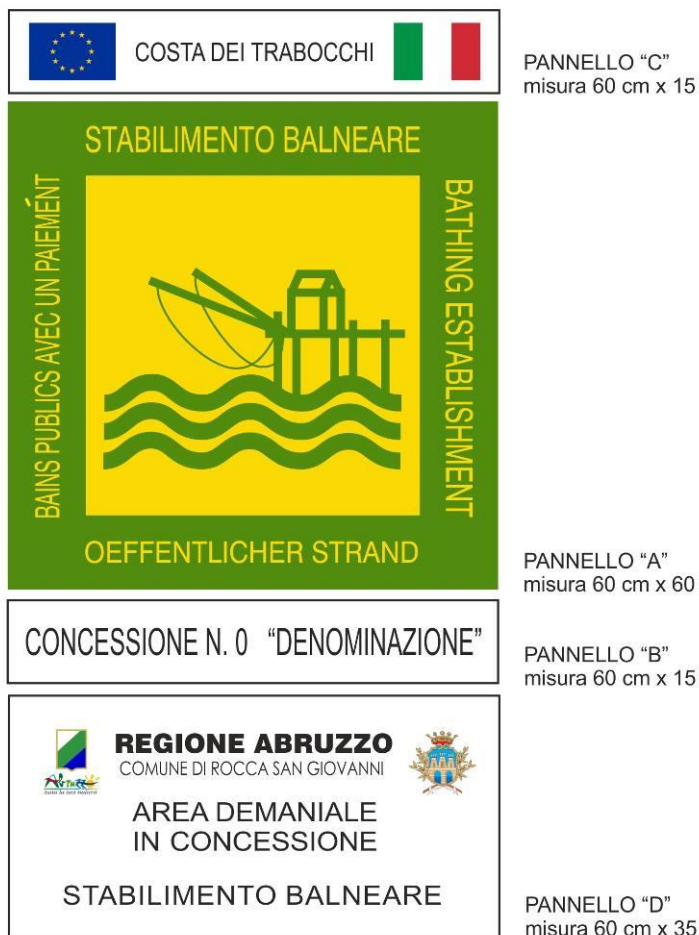 COSTA DEI TRABOCCHI
PANNELLO “C”
misura 60 cm x 15
STABILIMENTO BALNEARE
BAINS PUBLICS AVEC UN PAIEMÉNT
BATHING ESTABLISHMENT
OEFFENTLICHER STRAND
PANNELLO “A”
misura 60 cm x 60
CONCESSIONE N. 0 “DENOMINAZIONE”
PANNELLO “B”
misura 60 cm x 15
REGIONE ABRUZZO
COMUNE DI ROCCA SAN GIOVANNI
AREA DEMANIALE
IN CONCESSIONE
STABILIMENTO BALNEARE
PANNELLO “D”
misura 60 cm x 35